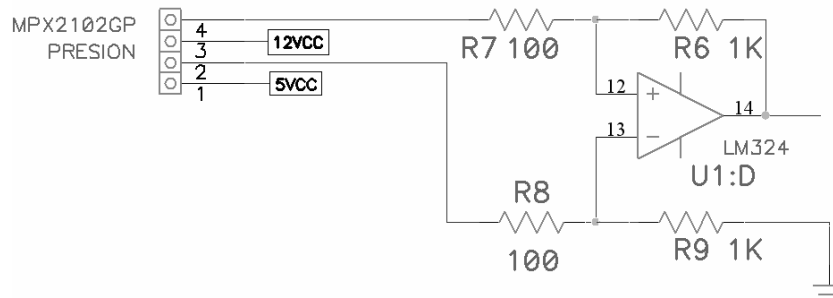 MPX2102GP
PRESION
4
12VCC
3
2
5VCC
1
R7 100
R6 1K
12
+
14
13
−
LM324
U1:D
R8
100
R9 1K